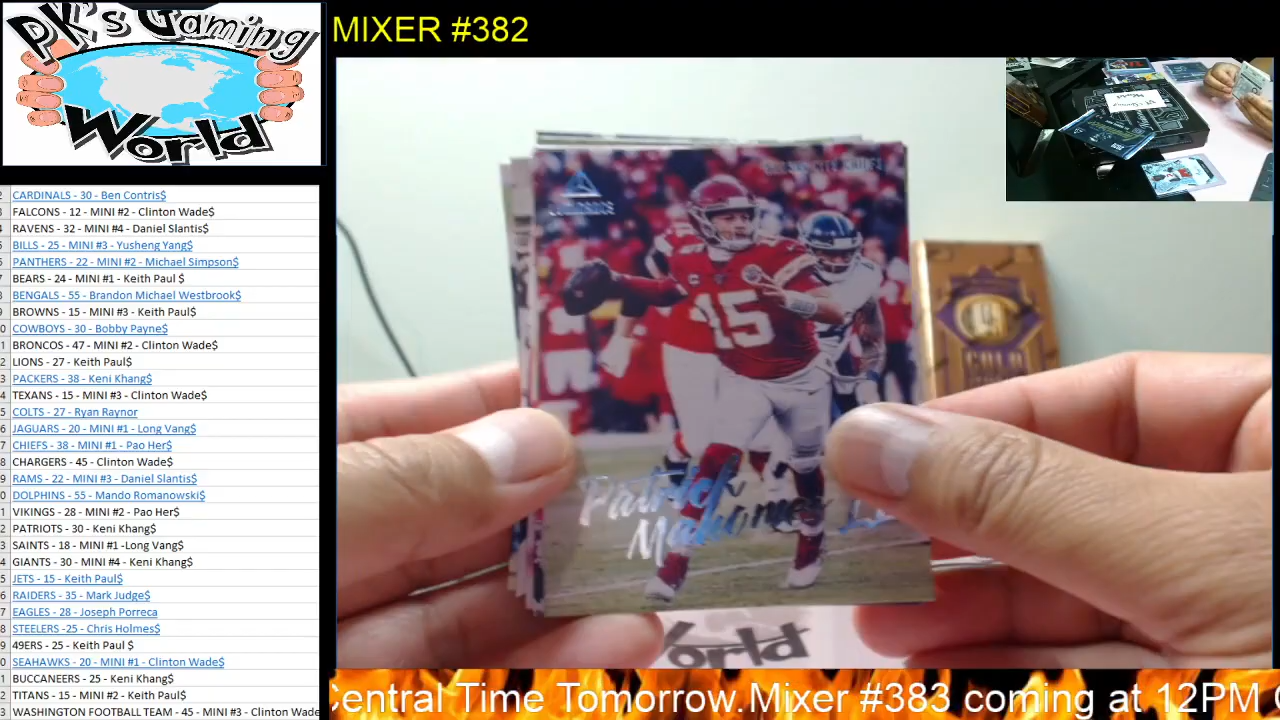 PK's Gaming
World
MIXER #382
CARDINALS - 30 - Ben Contris$
FALCONS - 12 - MINI #2 - Clinton Wade$
RAVENS - 32 - MINI #4 - Daniel Slantis$
BILLS - 25 - MINI #3 - Yusheng Yang$
PANTHERS - 22 - MINI #2 - Michael Simpson$
BEARS - 24 - MINI #1 - Keith Paul $
BENGALS - 55 - Brandon Michael Westbrook$
BROWNS - 15 - MINI #3 - Keith Paul$
COWBOYS - 30 - Bobby Payne$
BRONCOS - 47 - MINI #2 - Clinton Wade$
LIONS - 27 - Keith Paul$
PACKERS - 38 - Keni Khang$
TEXANS - 15 - MINI #3 - Clinton Wade$
COLTS - 27 - Ryan Raynor
JAGUARS - 20 - MINI #1 - Long Vang$
CHIEFS - 38 - MINI #1 - Pao Her$
CHARGERS - 45 - Clinton Wade$
RAMS - 22 - MINI #3 - Daniel Slantis$
DOLPHINS - 55 - Mando Romanowski$
VIKINGS - 28 - MINI #2 - Pao Her$
PATRIOTS - 30 - Keni Khang$
SAINTS - 18 - MINI #1 -Long Vang$
GIANTS - 30 - MINI #4 - Keni Khang$
JETS - 15 - Keith Paul$
RAIDERS - 35 - Mark Judge$
EAGLES - 28 - Joseph Porreca
STEELERS -25 - Chris Holmes$
49ERS - 25 - Keith Paul $
SEAHAWKS - 20 - MINI #1 - Clinton Wade$
BUCCANEERS - 25 - Keni Khang$
TITANS - 15 - MINI #2 - Keith Paul$
WASHINGTON FOOTBALL TEAM - 45 - MINI #3 - Clinton Wade
15
Patrick
Mahomes II
GOLD
World
Central Time Tomorrow.Mixer #383 coming at 12PM